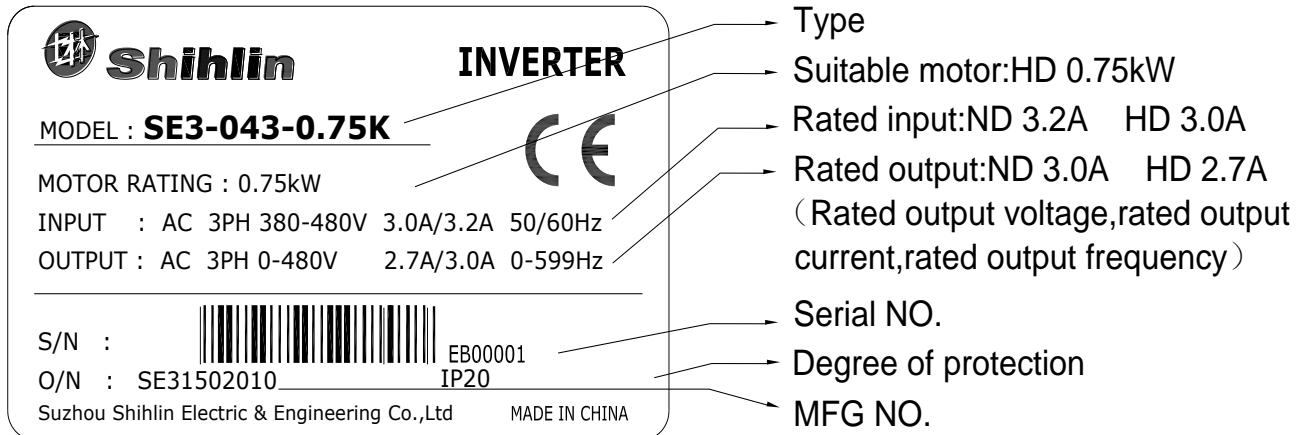 Shihlin
INVERTER
MODEL : SE3-043-0.75K
CE
MOTOR RATING : 0.75kW
INPUT : AC 3PH 380-480V 3.0A/3.2A 50/60Hz
OUTPUT : AC 3PH 0-480V 2.7A/3.0A 0-599Hz
S/N :
EB00001
O/N : SE31502010
IP20
Suzhou Shihlin Electric & Engineering Co.,Ltd MADE IN CHINA
Type
Suitable motor:HD 0.75kW
Rated input:ND 3.2A HD 3.0A
Rated output:ND 3.0A HD 2.7A
（Rated output voltage,rated output
current,rated output frequency）
Serial NO.
Degree of protection
MFG NO.